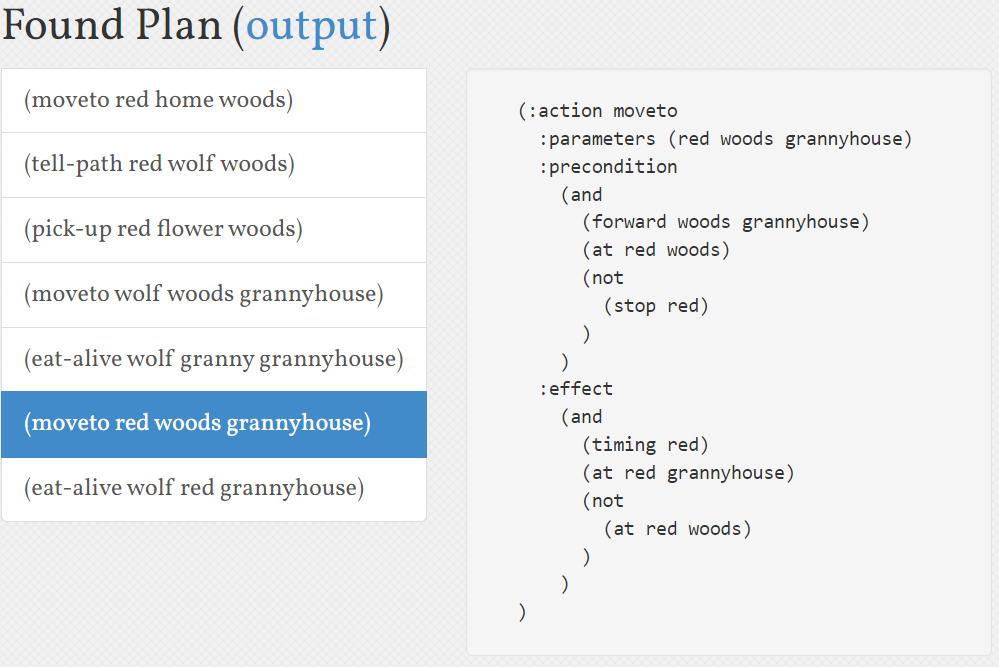 Found Plan (output)
(moveto red home woods)
(tell-path red wolf woods)
(pick-up red flower woods)
(moveto wolf woods grannyhouse)
(eat-alive wolf granny grannyhouse)
(moveto red woods grannyhouse)
(eat-alive wolf red grannyhouse)
(:action moveto
  :parameters (red woods grannyhouse)
  :precondition
    (and
      (forward woods grannyhouse)
      (at red woods)
      (not
        (stop red)
      )
    )
  :effect
    (and
      (timing red)
      (at red grannyhouse)
      (not
        (at red woods)
      )
    )
)